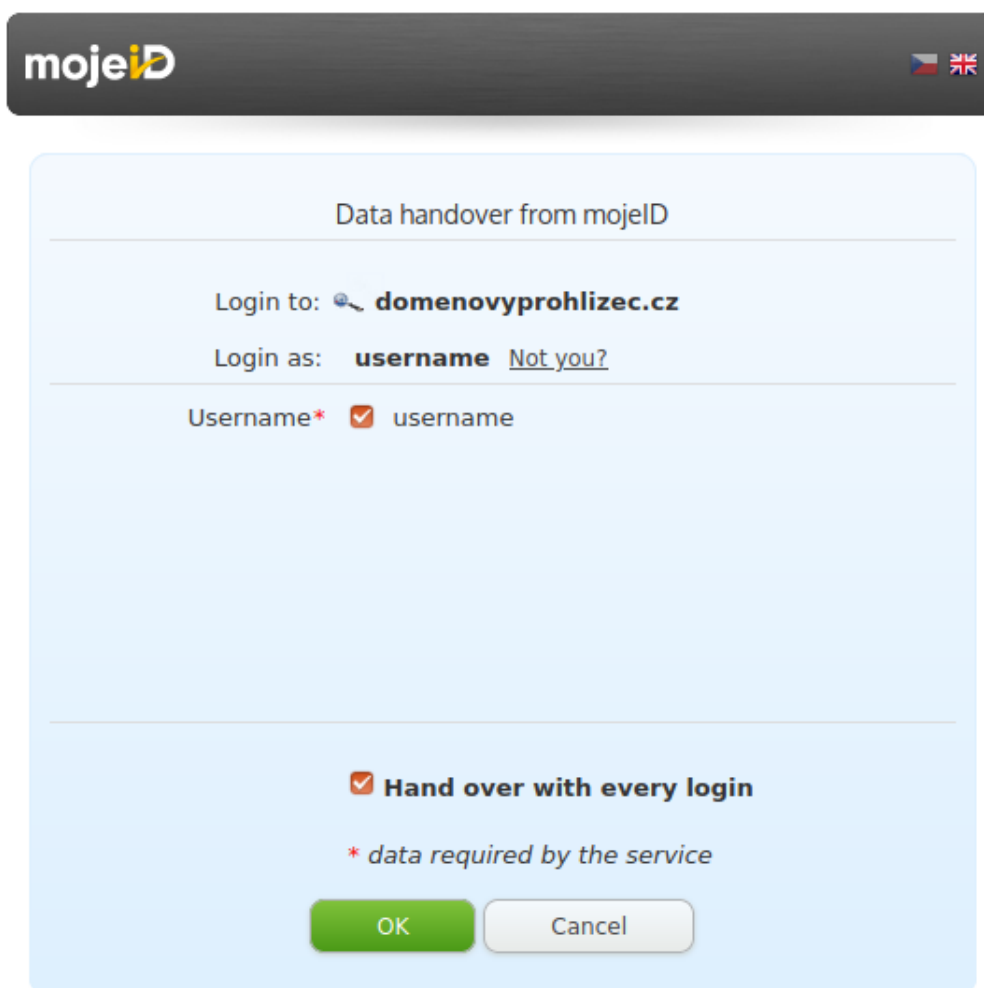 mojeID
Data handover from mojeID
Login to: domenovyprohlizec.cz
Login as: username Not you?
Username* username
Hand over with every login
* data required by the service
OK Cancel